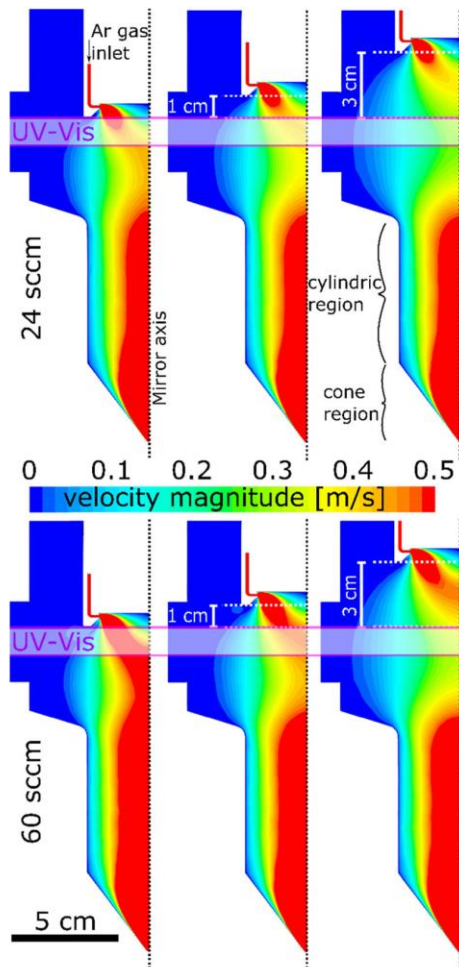 Ar gas
inlet
1 cm
3 cm
UV-Vis
24 sccm
Mirror axis
cylindric
region
cone
region
0 0.1 0.2 0.3 0.4 0.5
velocity magnitude [m/s]
1 cm
3 cm
UV-Vis
60 sccm
5 cm